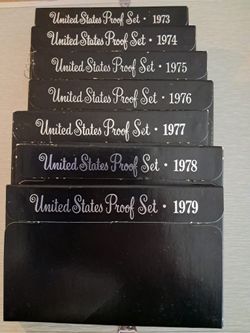 United States Proof Set · 1973
United States Proof Set · 1974
United States Proof Set · 1975
United States Proof Set · 1976
United States Proof Set · 1977
United States Proof Set · 1978
United States Proof Set · 1979